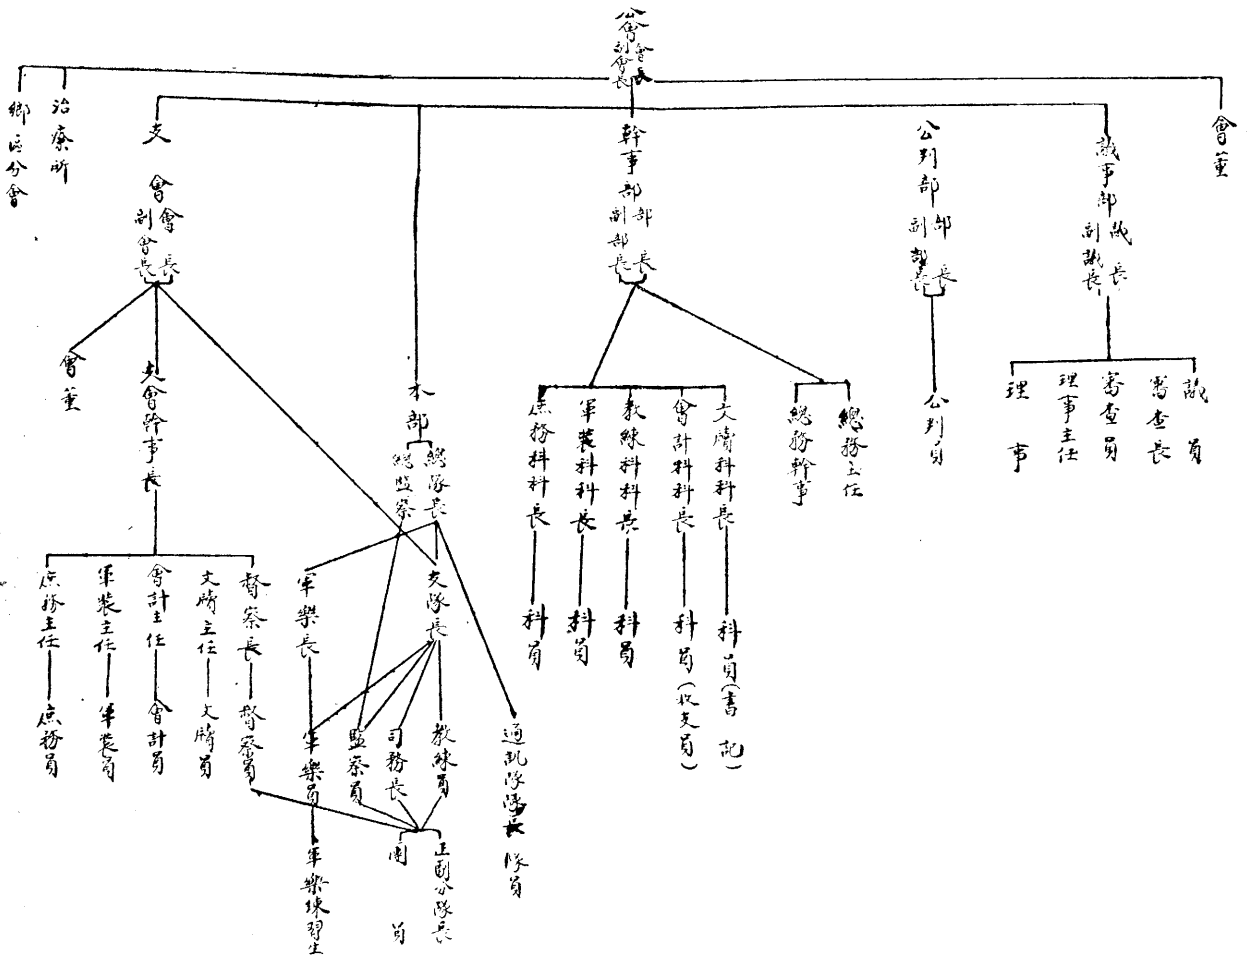 公會
會長
副會長
會董
議事部
議長
副議長
議員
審查長
審查員
理事主任
理事
公判部
部長
副部長
公判員
幹事部
部長
副部長
總務主任
總務幹事
文牘科科長
科員(書記)
會計科科長
科員(收支員)
教練科科長
科員
軍裝科科長
科員
庶務科科長
科員
本部
總隊長
總監察
支隊長
軍樂長
通訊隊隊長
隊員
教練員
司務長
監察員
軍樂員
軍樂練習生
正副分隊長
團員
支會
會長
副會長
會董
支會幹事長
督察長
督察員
文牘主任
文牘員
會計主任
會計員
軍裝主任
軍裝員
庶務主任
庶務員
治療所
鄉區分會